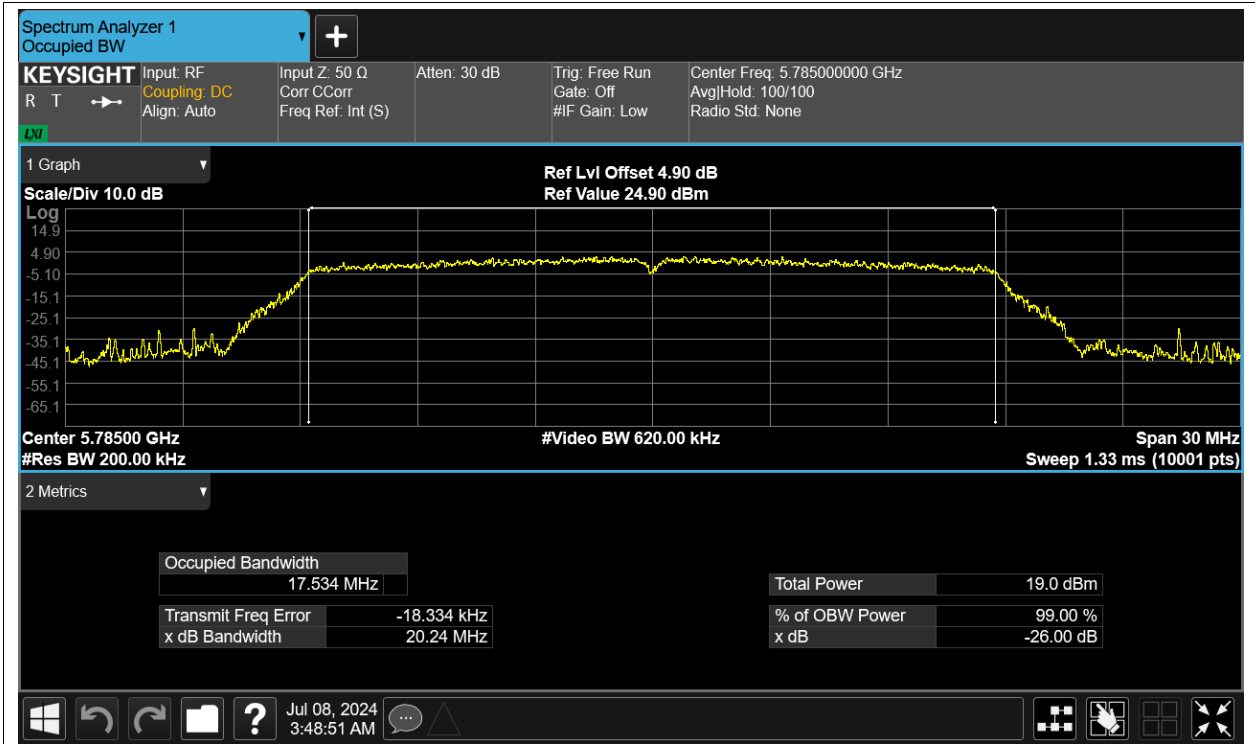 Spectrum Analyzer 1
Occupied BW
KEYSIGHT
R T
LXI
Input: RF
Coupling: DC
Align: Auto
Input Z: 50 Ω
Corr CCorr
Freq Ref: Int (S)
Atten: 30 dB
Trig: Free Run
Gate: Off
#IF Gain: Low
Center Freq: 5.785000000 GHz
Avg|Hold: 100/100
Radio Std: None
1 Graph
Scale/Div 10.0 dB
Ref Lvl Offset 4.90 dB
Ref Value 24.90 dBm
Log
14.9
4.90
-5.10
-15.1
-25.1
-35.1
-45.1
-55.1
-65.1
Center 5.78500 GHz
#Video BW 620.00 kHz
Span 30 MHz
#Res BW 200.00 kHz
Sweep 1.33 ms (10001 pts)
2 Metrics
Occupied Bandwidth
17.534 MHz
Total Power 19.0 dBm
Transmit Freq Error -18.334 kHz
% of OBW Power 99.00 %
x dB Bandwidth 20.24 MHz
x dB -26.00 dB
?
Jul 08, 2024
3:48:51 AM